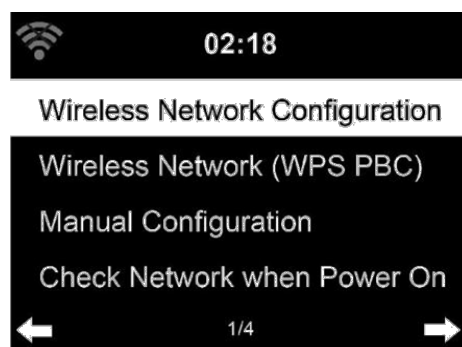 02:18
Wireless Network Configuration
Wireless Network (WPS PBC)
Manual Configuration
Check Network when Power On
1/4